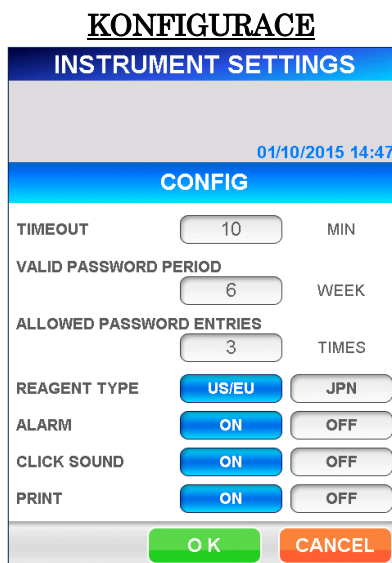 KONFIGURACE
INSTRUMENT SETTINGS
01/10/2015 14:47
CONFIG
TIMEOUT 10 MIN
VALID PASSWORD PERIOD
6 WEEK
ALLOWED PASSWORD ENTRIES
3 TIMES
REAGENT TYPE US/EU JPN
ALARM ON OFF
CLICK SOUND ON OFF
PRINT ON OFF
OK CANCEL